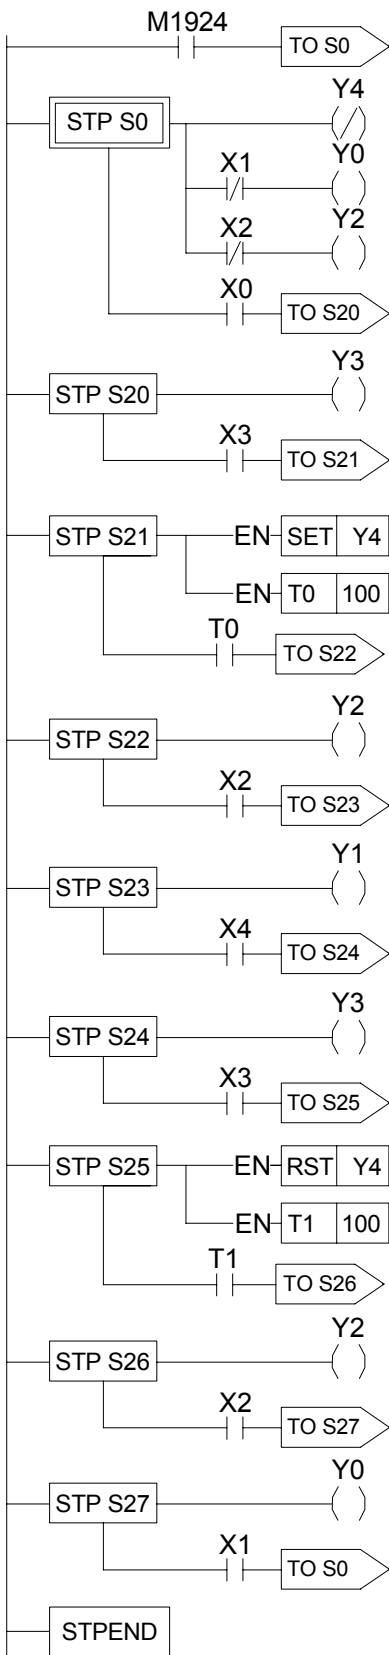 M1924
TO S0
STP S0
Y4
X1
Y0
X2
Y2
X0
TO S20
STP S20
Y3
X3
TO S21
STP S21
EN SET Y4
EN T0 100
T0
TO S22
STP S22
Y2
X2
TO S23
STP S23
Y1
X4
TO S24
STP S24
Y3
X3
TO S25
STP S25
EN RST Y4
EN T1 100
T1
TO S26
STP S26
Y2
X2
TO S27
STP S27
Y0
X1
TO S0
STPEND